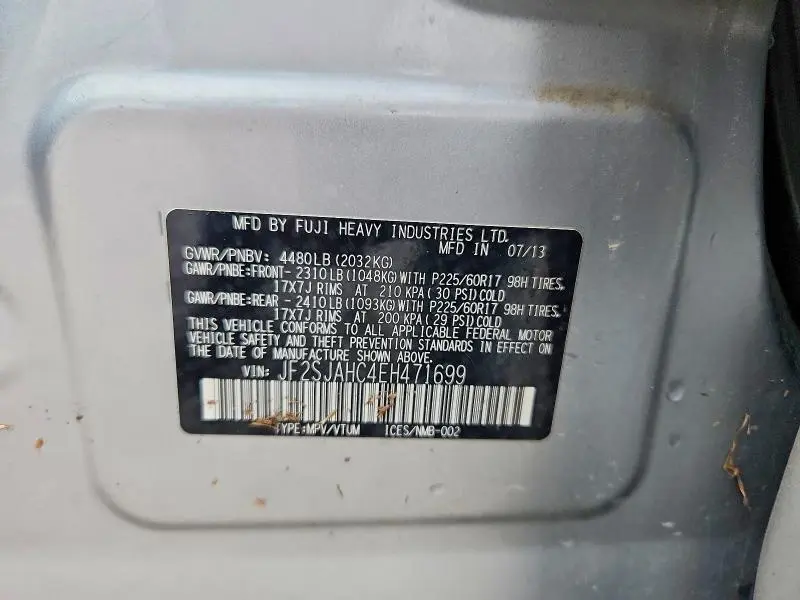 MFD BY FUJI HEAVY INDUSTRIES LTD.
MFD IN 07/13
GVWR/PNBV: 4480LB(2032KG)
GAWR/PNBE:FRONT- 2310LB(1048KG)WITH P225/60R17 98H TIRES,
17X7J RIMS AT 210 KPA(30 PSI)COLD
GAWR/PNBE:REAR - 2410LB(1093KG)WITH P225/60R17 98H TIRES,
17X7J RIMS AT 200 KPA(29 PSI)COLD
THIS VEHICLE CONFORMS TO ALL APPLICABLE FEDERAL MOTOR
VEHICLE SAFETY AND THEFT PREVENTION STANDARDS IN EFFECT ON
THE DATE OF MANUFACTURE SHOWN ABOVE.
VIN: JF2SJAHC4EH471699
TYPE:MPV/VTUM ICES/NMB-002